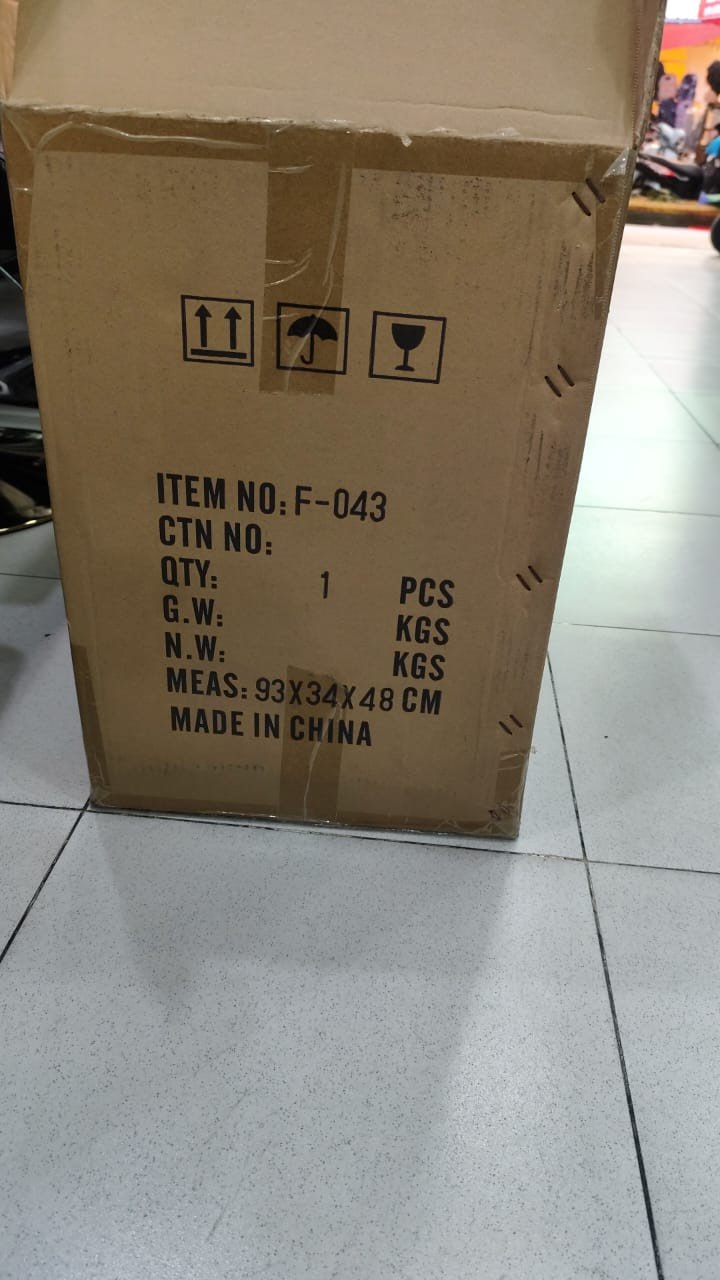 ITEM NO: F-043
CTN NO:
QTY: 1 PCS
G.W: KGS
N.W: KGS
MEAS: 93X34X48 CM
MADE IN CHINA